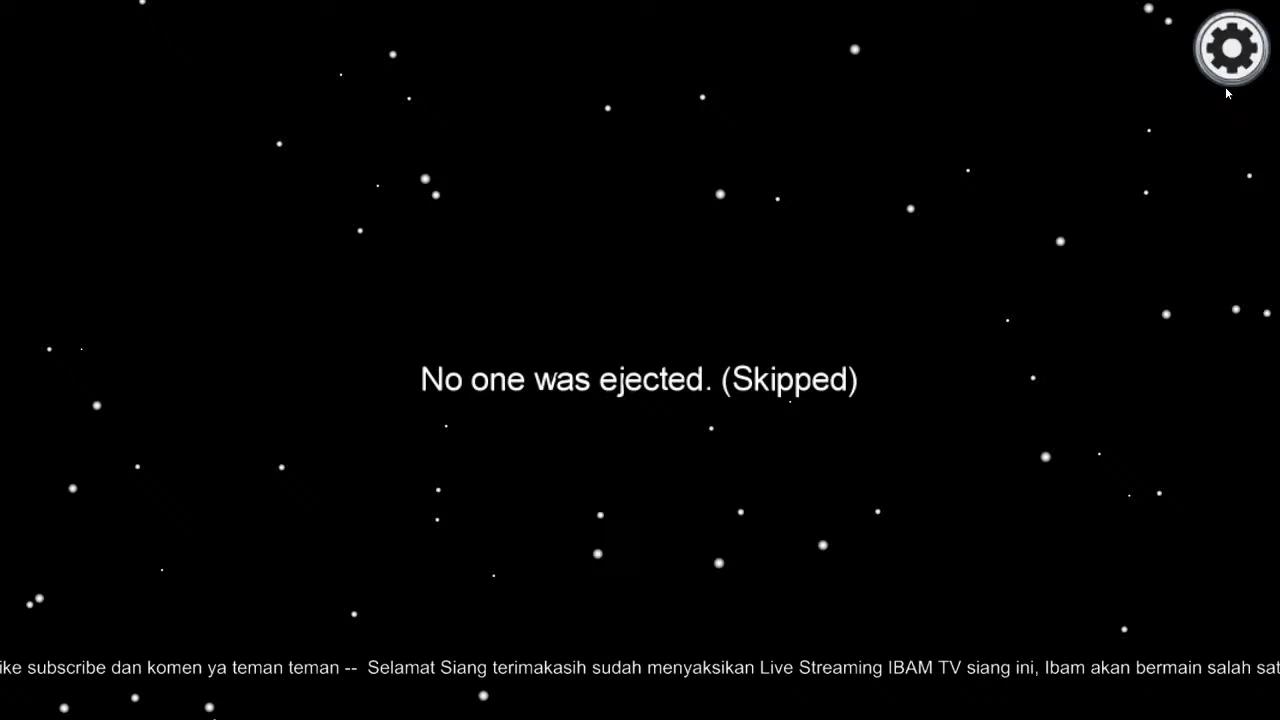 No one was ejected. (Skipped)
ike subscribe dan komen ya teman teman -- Selamat Siang terimakasih sudah menyaksikan Live Streaming IBAM TV siang ini, Ibam akan bermain salah sat